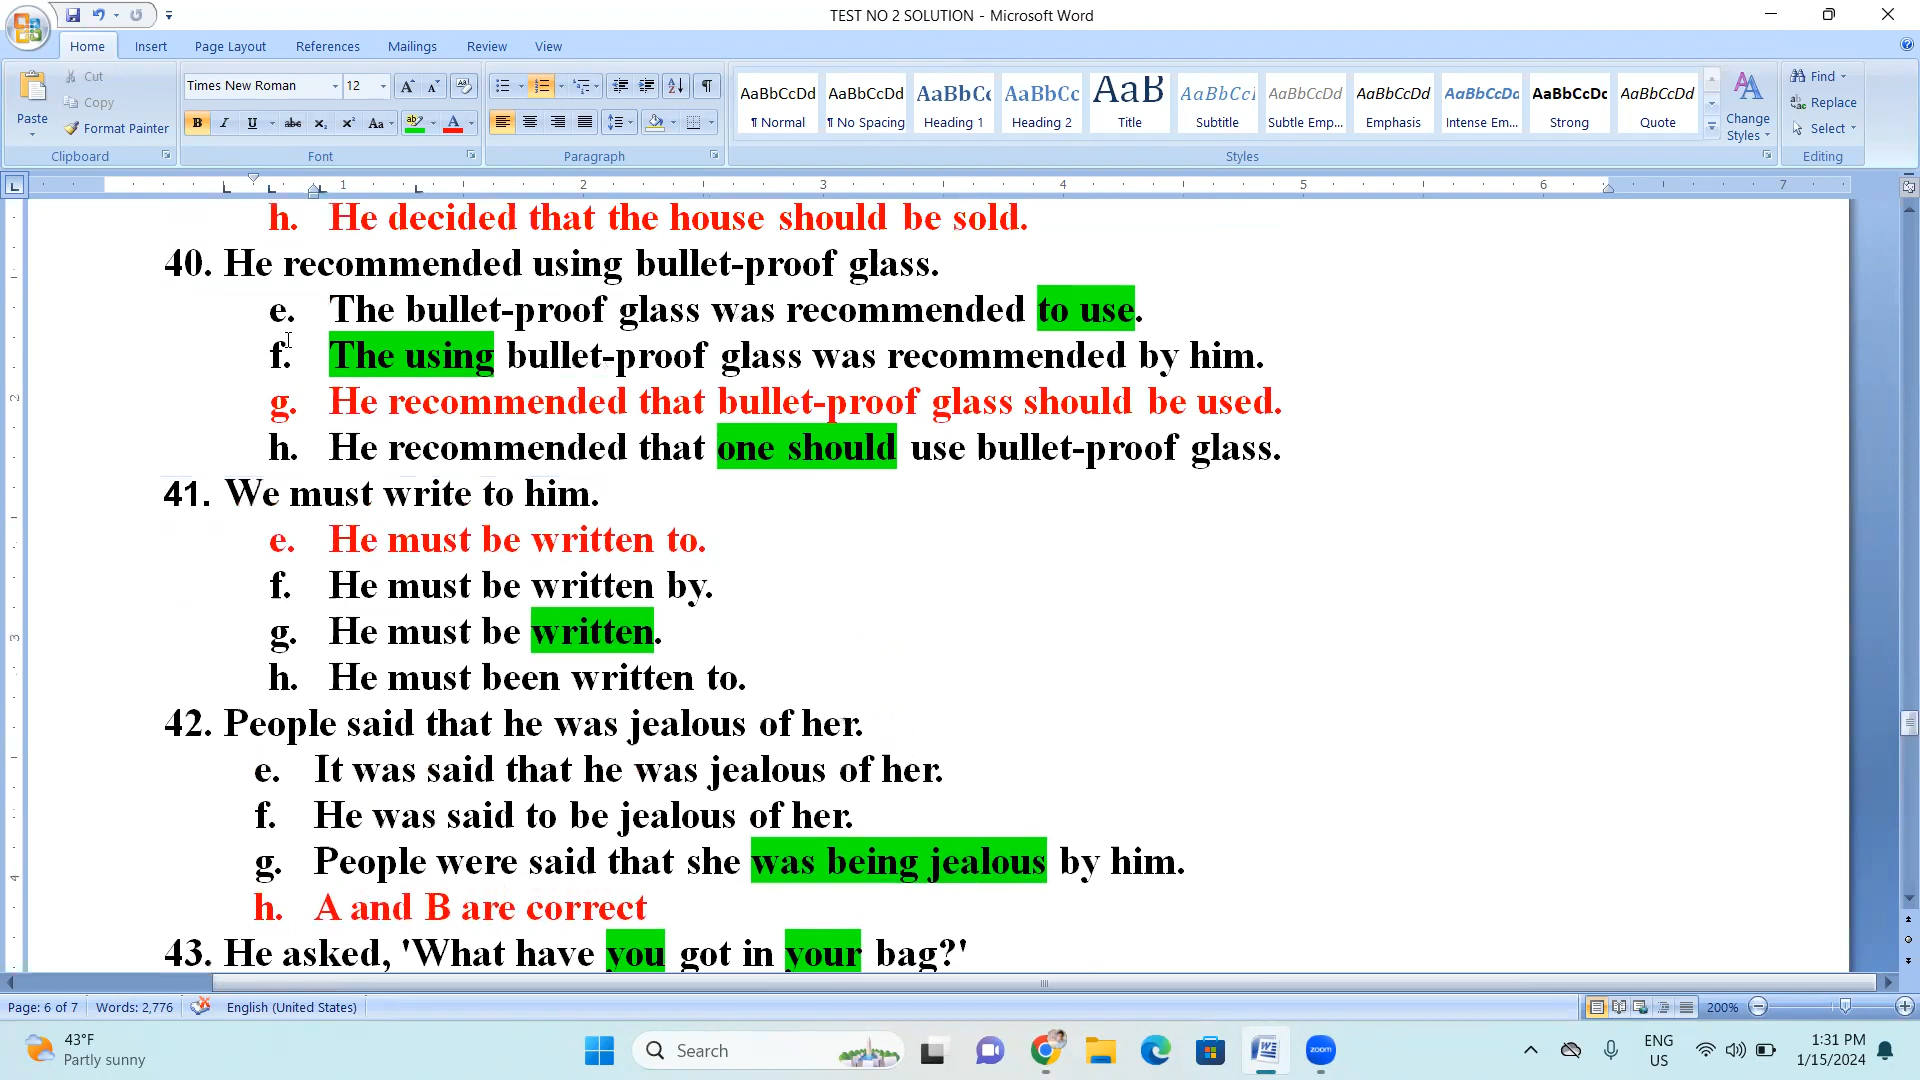 TEST NO 2 SOLUTION - Microsoft Word
Home Insert Page Layout References Mailings Review View
Paste
Cut
Copy
Format Painter
Clipboard
Times New Roman 12
Font
Paragraph
AaBbCcDd AaBbCcDd AaBbCc AaBbCc AaB AaBbCcl AaBbCcDd AaBbCcDd AaBbCcDc AaBbCcDc AaBbCcDd
¶ Normal ¶ No Spacing Heading 1 Heading 2 Title Subtitle Subtle Emp... Emphasis Intense Em... Strong Quote
Change Styles
Styles
Find
Replace
Select
Editing
1 2 3 4 5 6 7
h. He decided that the house should be sold.
40. He recommended using bullet-proof glass.
e. The bullet-proof glass was recommended to use.
f. The using bullet-proof glass was recommended by him.
g. He recommended that bullet-proof glass should be used.
h. He recommended that one should use bullet-proof glass.
41. We must write to him.
e. He must be written to.
f. He must be written by.
g. He must be written.
h. He must been written to.
42. People said that he was jealous of her.
e. It was said that he was jealous of her.
f. He was said to be jealous of her.
g. People were said that she was being jealous by him.
h. A and B are correct
43. He asked, 'What have you got in your bag?'
Page: 6 of 7 Words: 2,776 English (United States) 200%
43°F
Partly sunny
Search
zoom
ENG
US
1:31 PM
1/15/2024